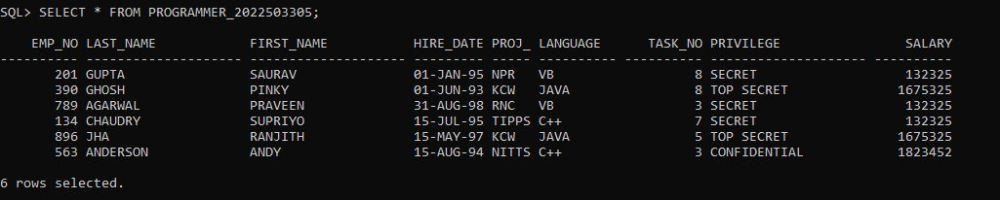 SQL> SELECT * FROM PROGRAMMER_2022503305;
    EMP_NO LAST_NAME            FIRST_NAME           HIRE_DATE PROJ_ LANGUAGE      TASK_NO PRIVILEGE                SALARY
---------- -------------------- -------------------- --------- ----- ---------- ---------- -------------------- ----------
       201 GUPTA                SAURAV               01-JAN-95 NPR   VB                  8 SECRET                   132325
       390 GHOSH                PINKY                01-JUN-93 KCW   JAVA                8 TOP SECRET              1675325
       789 AGARWAL              PRAVEEN              31-AUG-98 RNC   VB                  3 SECRET                   132325
       134 CHAUDRY              SUPRIYO              15-JUL-95 TIPPS C++                 7 SECRET                   132325
       896 JHA                  RANJITH              15-MAY-97 KCW   JAVA                5 TOP SECRET              1675325
       563 ANDERSON             ANDY                 15-AUG-94 NITTS C++                 3 CONFIDENTIAL            1823452
6 rows selected.